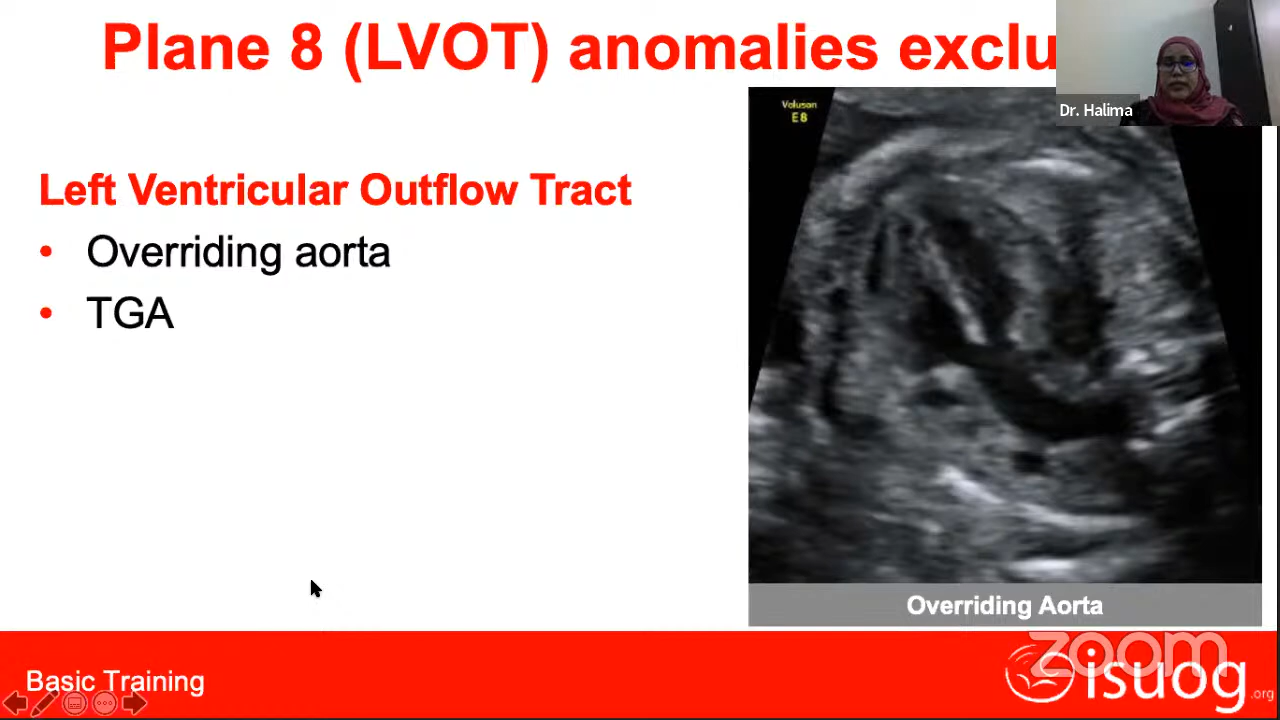 Plane 8 (LVOT) anomalies exclu
Dr. Halima
Voluson
E8
Left Ventricular Outflow Tract
• Overriding aorta
• TGA
Overriding Aorta
zoom
Basic Training
isuog.org